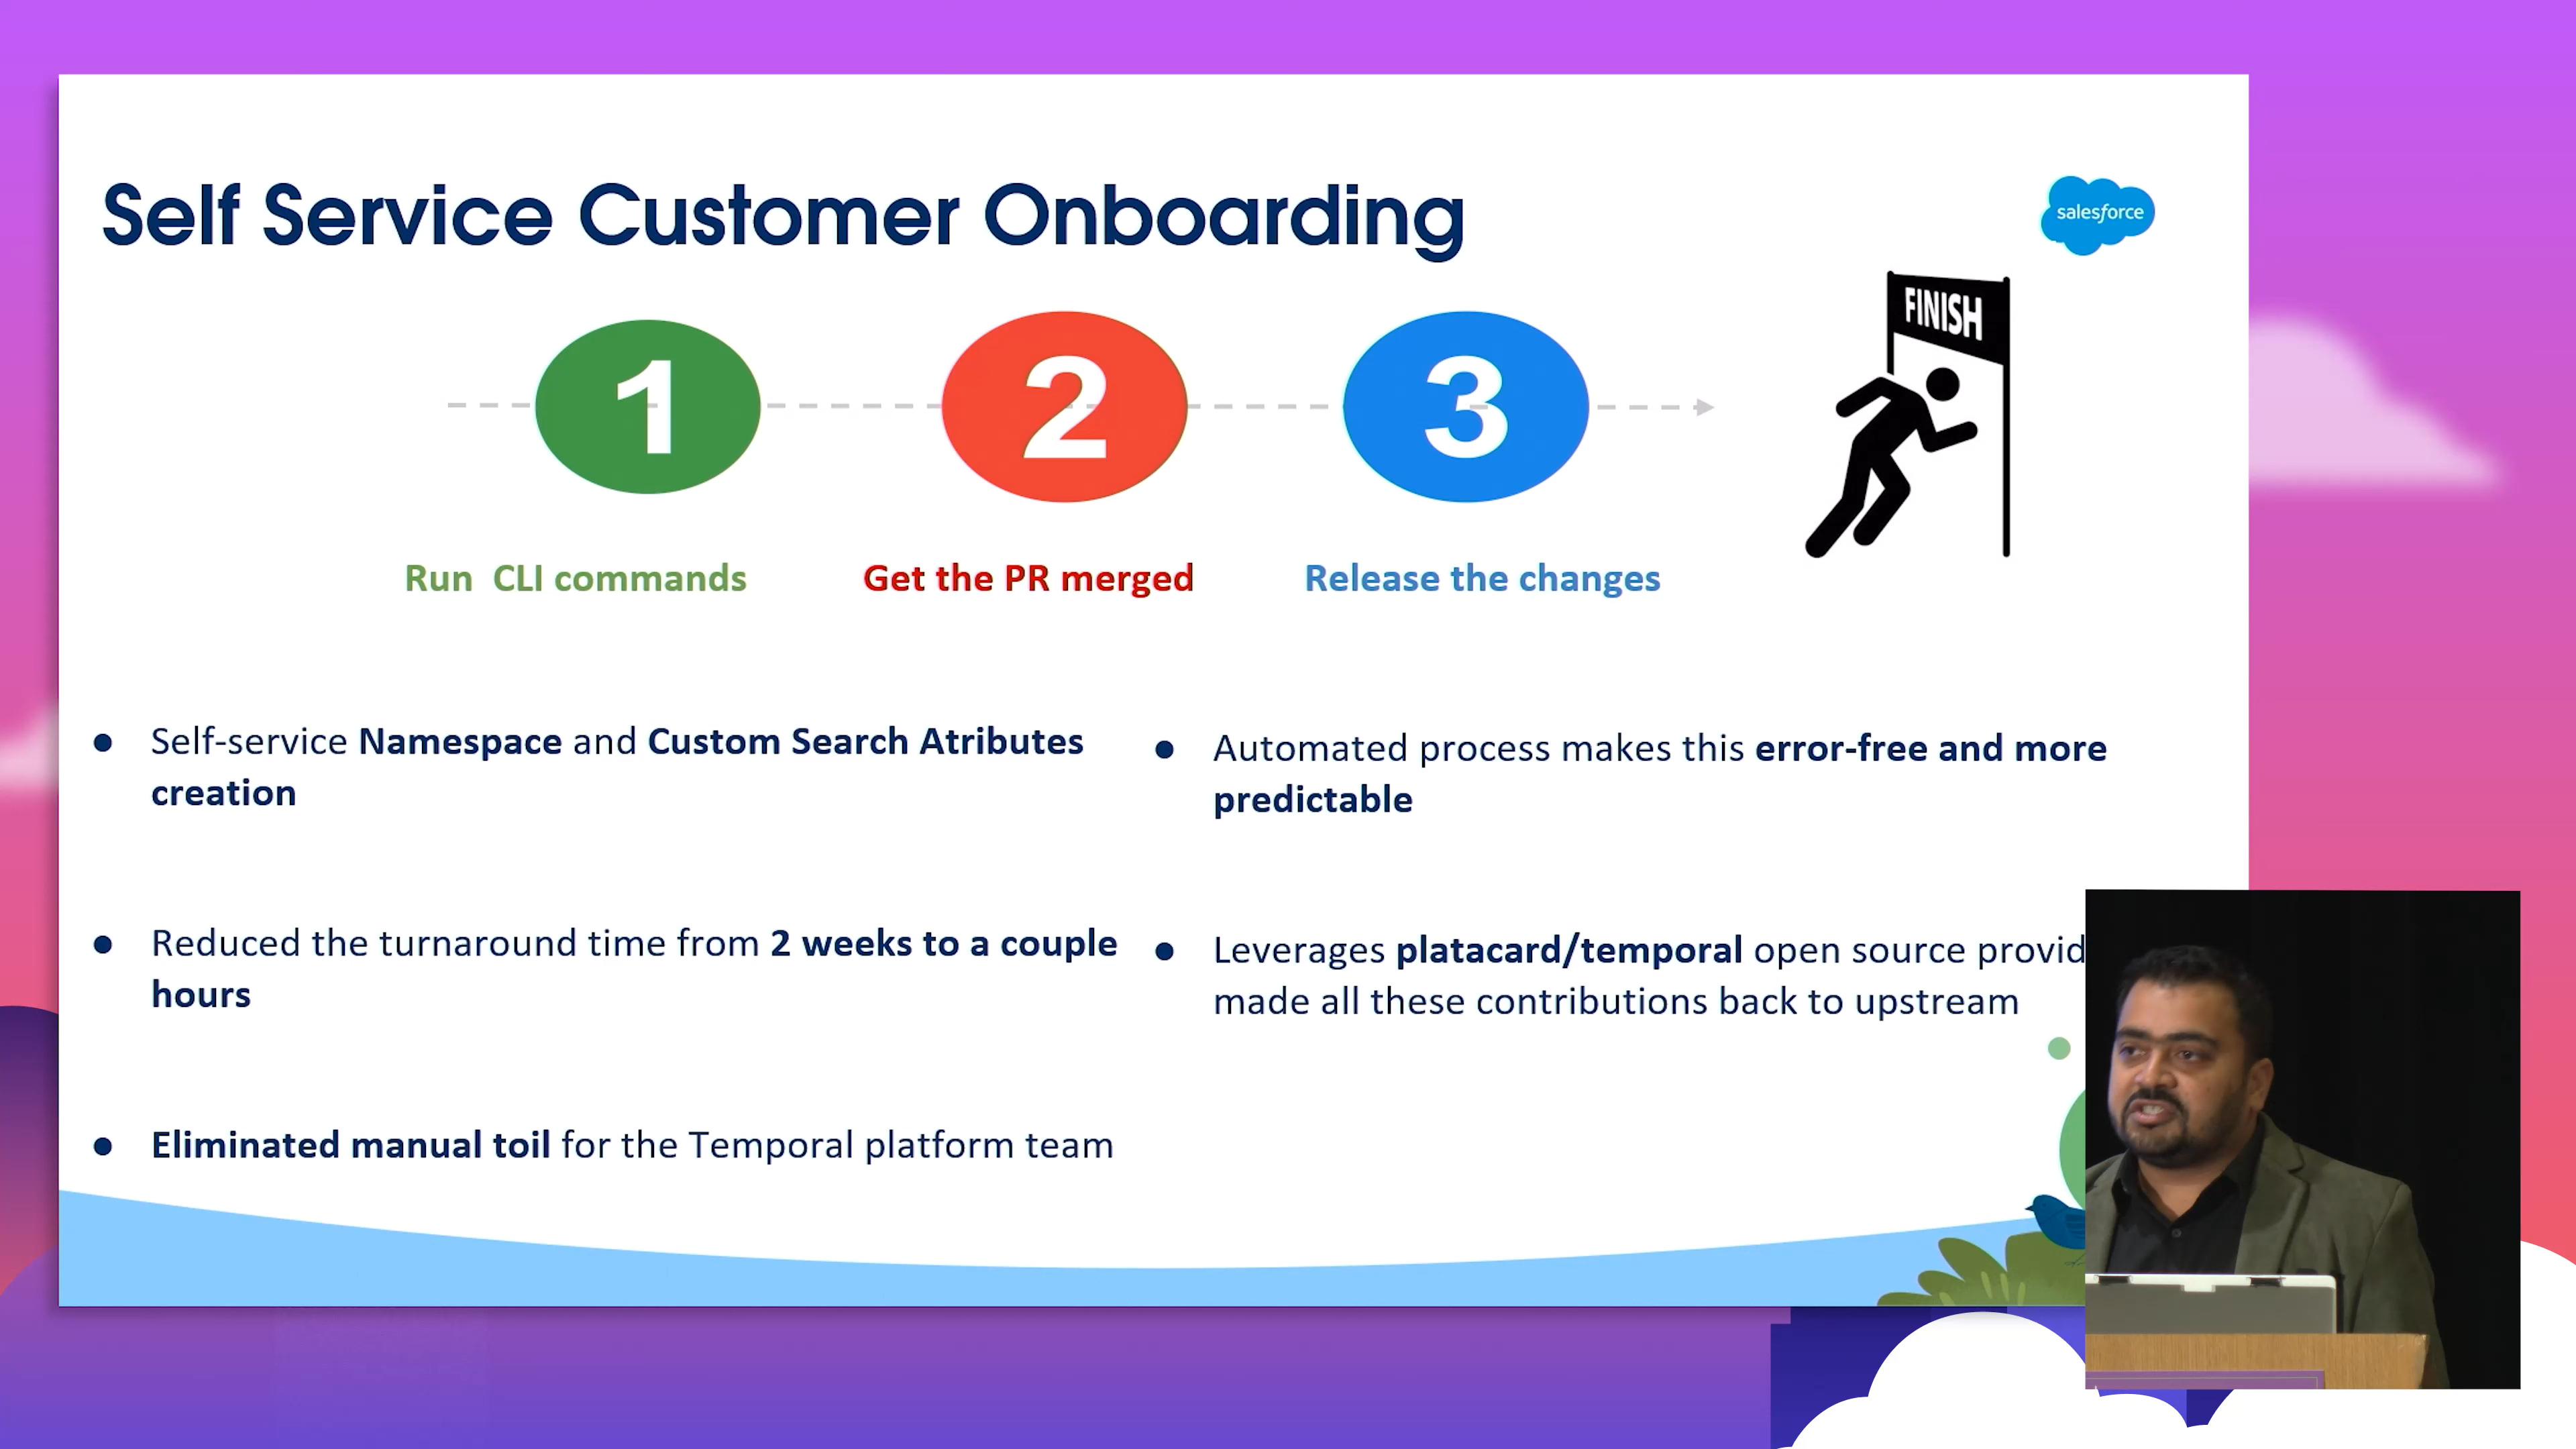 Self Service Customer Onboarding
salesforce
FINISH
1
2
3
Run CLI commands
Get the PR merged
Release the changes
● Self-service Namespace and Custom Search Atributes
creation
● Reduced the turnaround time from 2 weeks to a couple
hours
● Eliminated manual toil for the Temporal platform team
● Automated process makes this error-free and more
predictable
● Leverages platacard/temporal open source
made all these contributions back to upstream